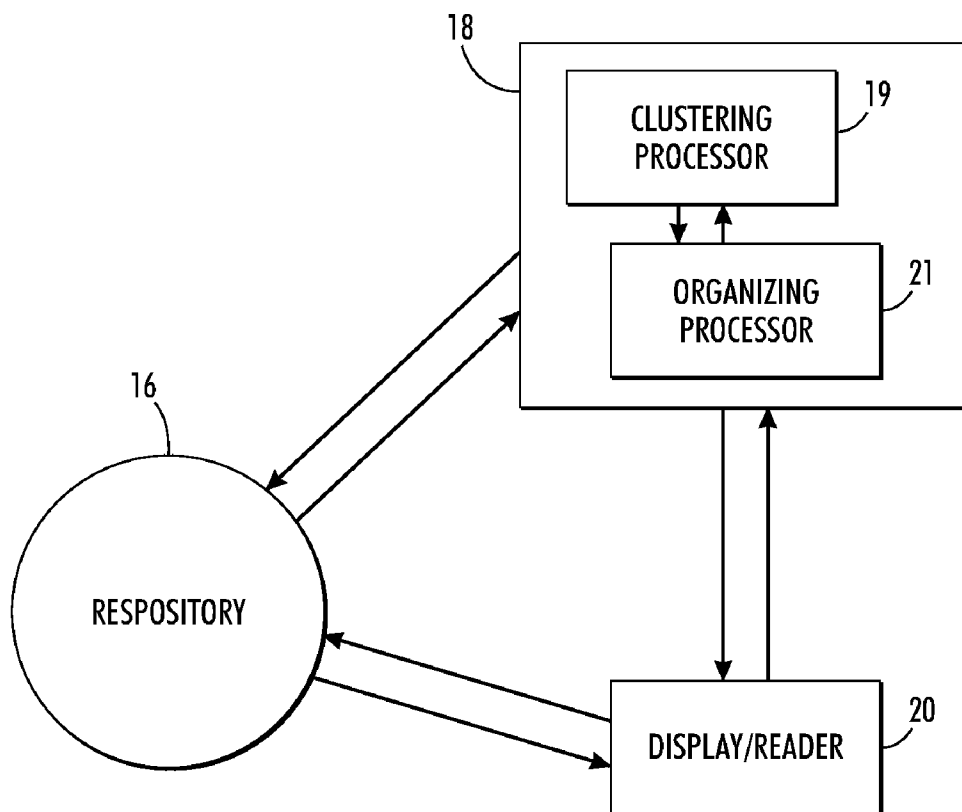 18
19
CLUSTERING
PROCESSOR
21
ORGANIZING
PROCESSOR
16
RESPOSITORY
20
DISPLAY/READER